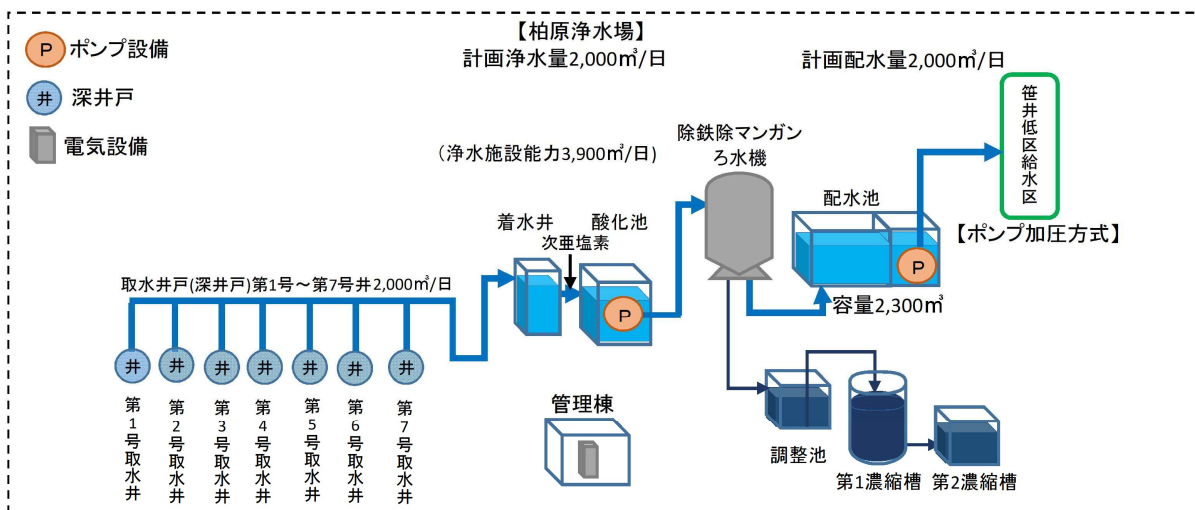 【柏原浄水場】
計画浄水量2,000㎥/日
計画配水量2,000㎥/日
P ポンプ設備
井 深井戸
電気設備
(浄水施設能力3,900㎥/日)
除鉄除マンガン
ろ水機
笹井低区給水区
配水池
P
【ポンプ加圧方式】
容量2,300㎥
着水井
酸化池
次亜塩素
P
取水井戸(深井戸)第1号～第7号井2,000㎥/日
井 井 井 井 井 井 井
第1号取水井
第2号取水井
第3号取水井
第4号取水井
第5号取水井
第6号取水井
第7号取水井
管理棟
調整池
第1濃縮槽
第2濃縮槽